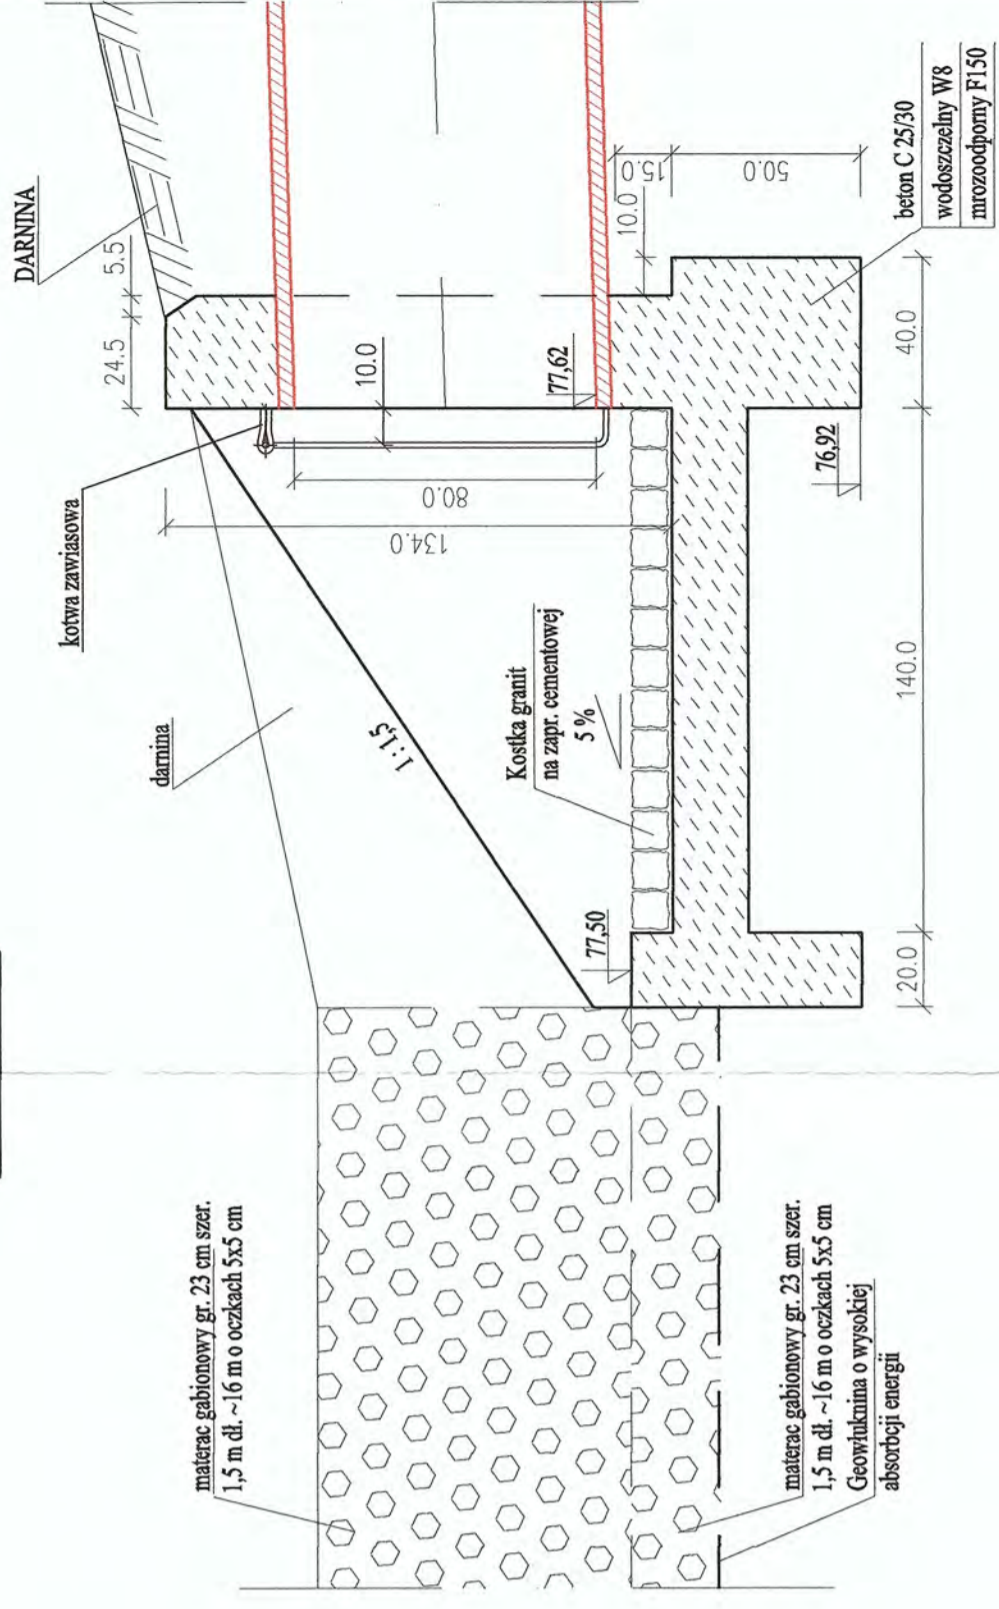 DARNINA
24.5
5.5
kotwa zawiasowa
10.0
10.0
15.0
50.0
77,62
80.0
134.0
darnina
1:1,5
Kostka granit
na zapr. cementowej
5 %
77,50
76,92
20.0
140.0
40.0
beton C 25/30
wodoszczelny W8
mrozoodporny F150
materac gabionowy gr. 23 cm szer.
1,5 m dł. ~16 m o oczkach 5x5 cm
materac gabionowy gr. 23 cm szer.
1,5 m dł. ~16 m o oczkach 5x5 cm
Geowłuknina o wysokiej
absorbcji energii